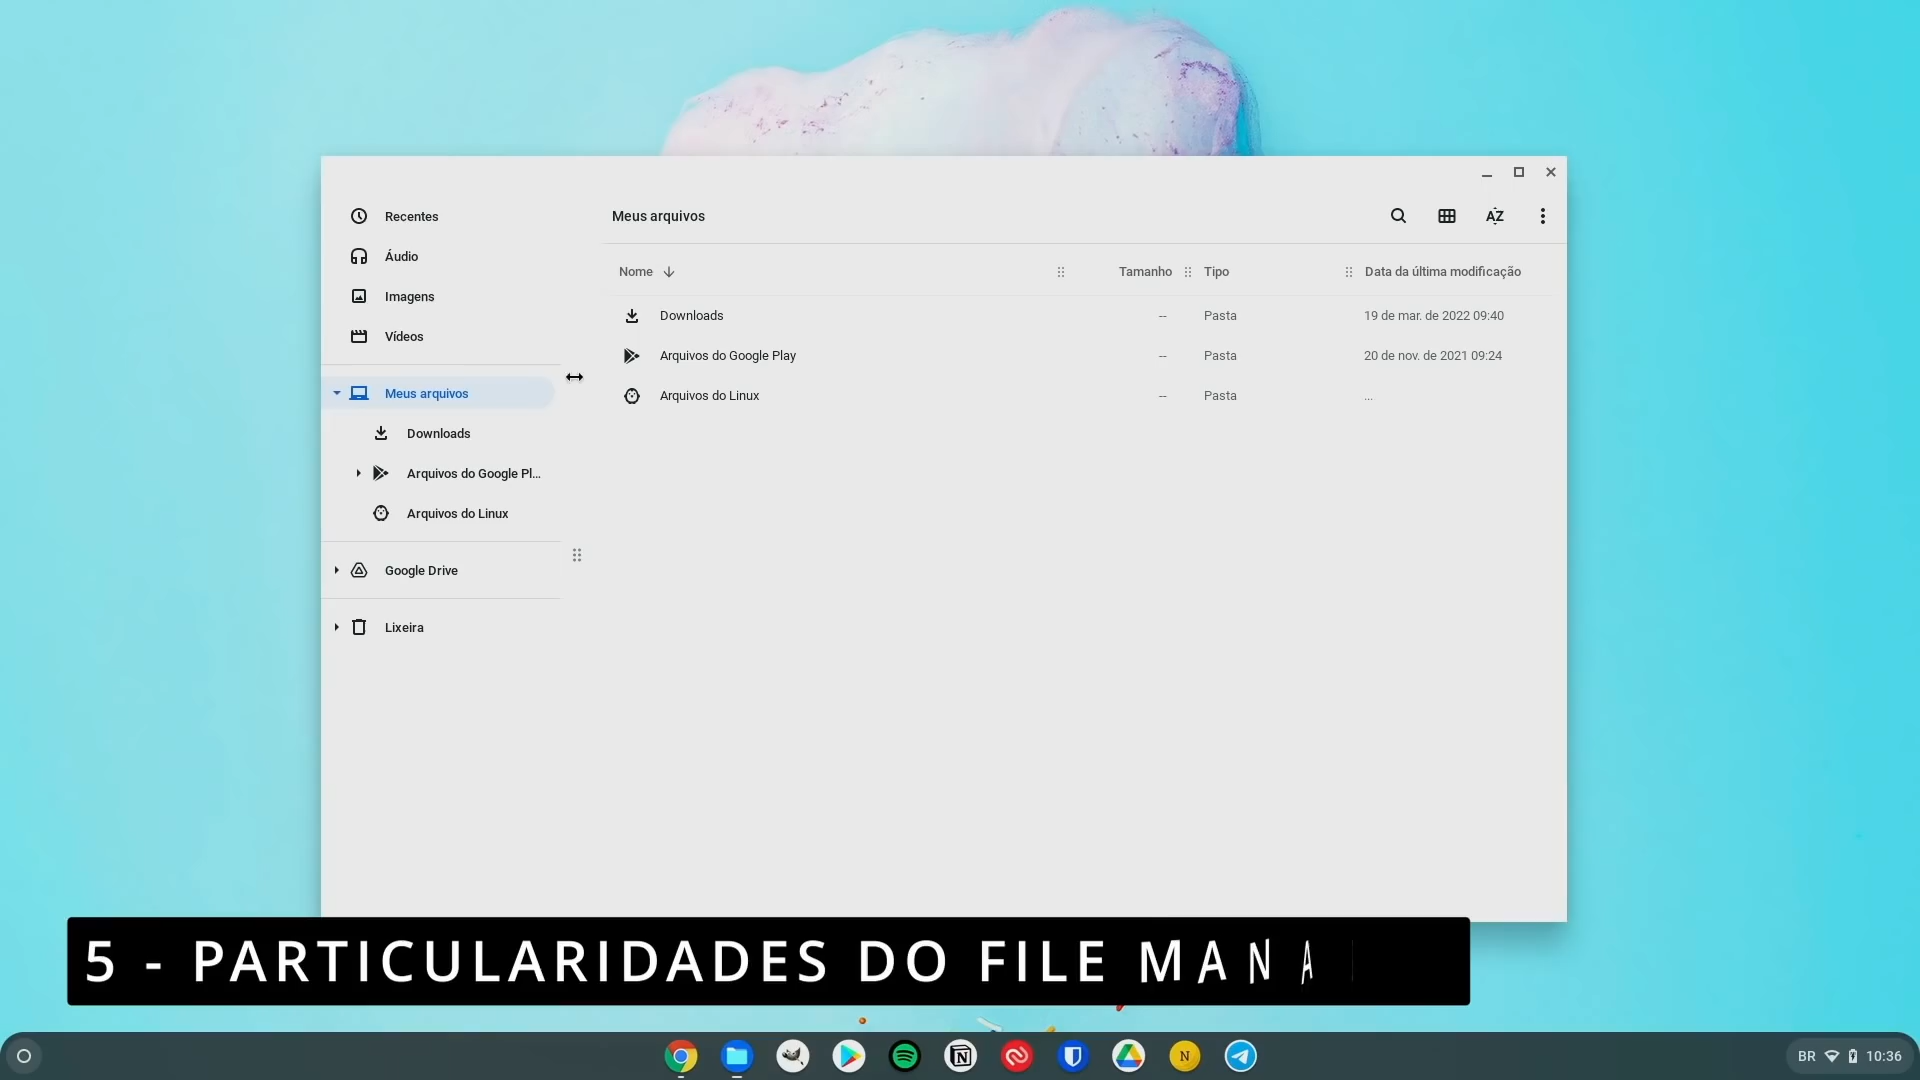 Recentes
Áudio
Imagens
Vídeos
Meus arquivos
Downloads
Arquivos do Google Pl...
Arquivos do Linux
Google Drive
Lixeira
Meus arquivos
AZ
Nome Tamanho Tipo Data da última modificação
Downloads -- Pasta 19 de mar. de 2022 09:40
Arquivos do Google Play -- Pasta 20 de nov. de 2021 09:24
Arquivos do Linux -- Pasta ...
5 - PARTICULARIDADES DO FILE MANA
N N
BR 10:36